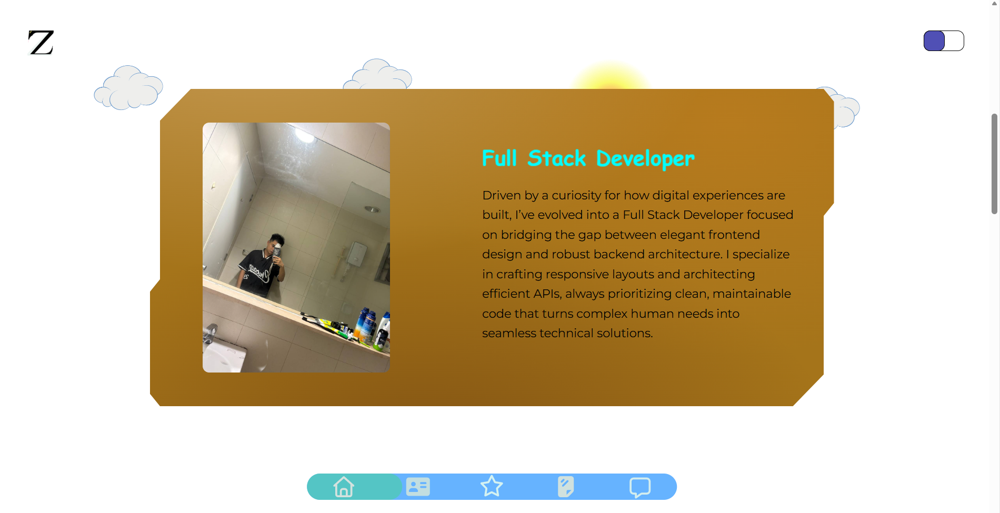 Z
Full Stack Developer
Driven by a curiosity for how digital experiences are
built, I’ve evolved into a Full Stack Developer focused
on bridging the gap between elegant frontend
design and robust backend architecture. I specialize
in crafting responsive layouts and architecting
efficient APIs, always prioritizing clean, maintainable
code that turns complex human needs into
seamless technical solutions.